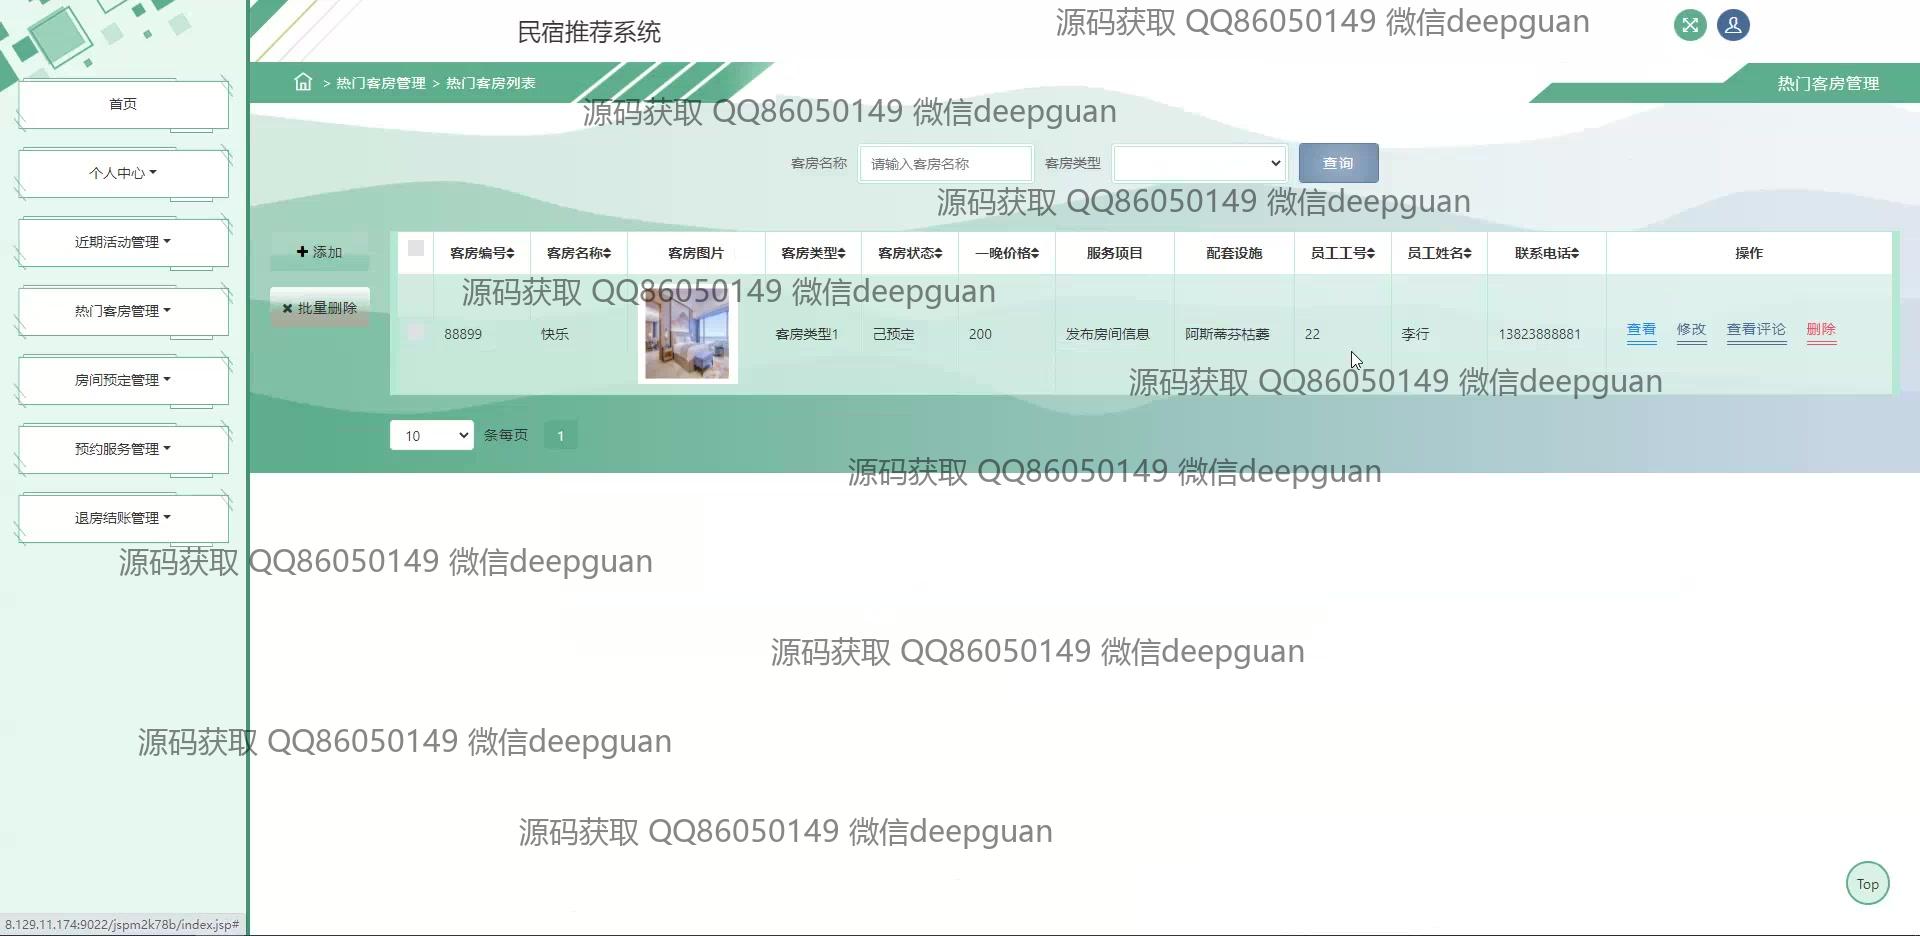 民宿推荐系统
源码获取 QQ86050149 微信deepguan
> 热门客房管理 > 热门客房列表
热门客房管理
源码获取 QQ86050149 微信deepguan
首页
个人中心
近期活动管理
热门客房管理
房间预定管理
预约服务管理
退房结账管理
客房名称 请输入客房名称 客房类型 查询
源码获取 QQ86050149 微信deepguan
添加
批量删除
客房编号 客房名称 客房图片 客房类型 客房状态 一晚价格 服务项目 配套设施 员工工号 员工姓名 联系电话 操作
源码获取 QQ86050149 微信deepguan
88899 快乐 客房类型1 己预定 200 发布房间信息 阿斯蒂芬枯萎 22 李行 13823888881 查看 修改 查看评论 删除
源码获取 QQ86050149 微信deepguan
10 条每页 1
源码获取 QQ86050149 微信deepguan
源码获取 QQ86050149 微信deepguan
源码获取 QQ86050149 微信deepguan
源码获取 QQ86050149 微信deepguan
源码获取 QQ86050149 微信deepguan
Top
8.129.11.174:9022/jspm2k78b/index.jsp#